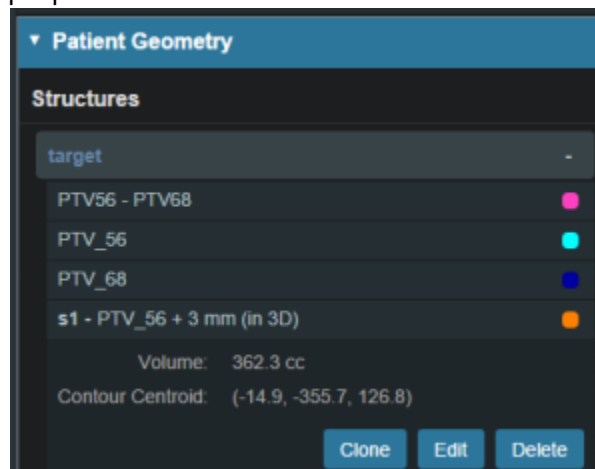 Patient Geometry
Structures
target -
PTV56 - PTV68
PTV_56
PTV_68
s1 - PTV_56 + 3 mm (in 3D)
Volume: 362.3 cc
Contour Centroid: (-14.9, -355.7, 126.8)
Clone Edit Delete